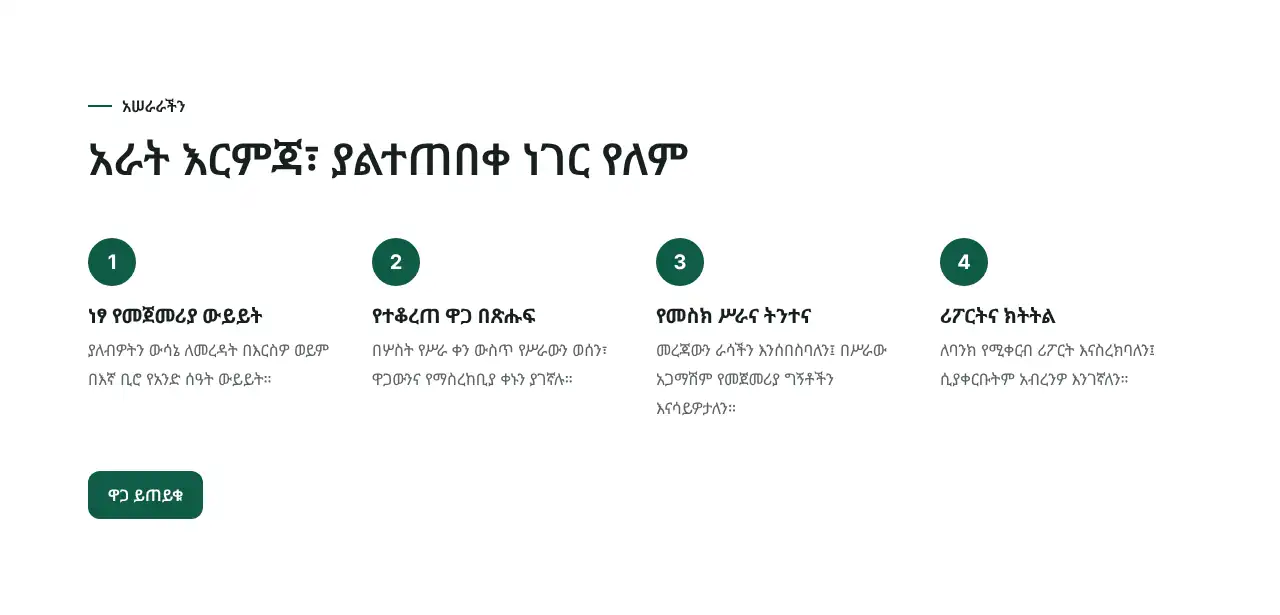 አሠራራችን
አራት እርምጃ፣ ያልተጠበቀ ነገር የለም
1
ነፃ የመጀመሪያ ውይይት
ያለብዎትን ውሳኔ ለመረዳት በእርስዎ ወይም
በእኛ ቢሮ የአንድ ሰዓት ውይይት።
2
የተቆረጠ ዋጋ በጽሑፍ
በሦስት የሥራ ቀን ውስጥ የሥራውን ወሰን፣
ዋጋውንና የማስረከቢያ ቀኑን ያገኛሉ።
3
የመስክ ሥራና ትንተና
መረጃውን ራሳችን እንሰበስባለን፤ በሥራው
አጋማሽም የመጀመሪያ ግኝቶችን
እናሳይዎታለን።
4
ሪፖርትና ክትትል
ለባንክ የሚቀርብ ሪፖርት እናስረክባለን፤
ሲያቀርቡትም አብረንዎ እንገኛለን።
ዋጋ ይጠይቁ